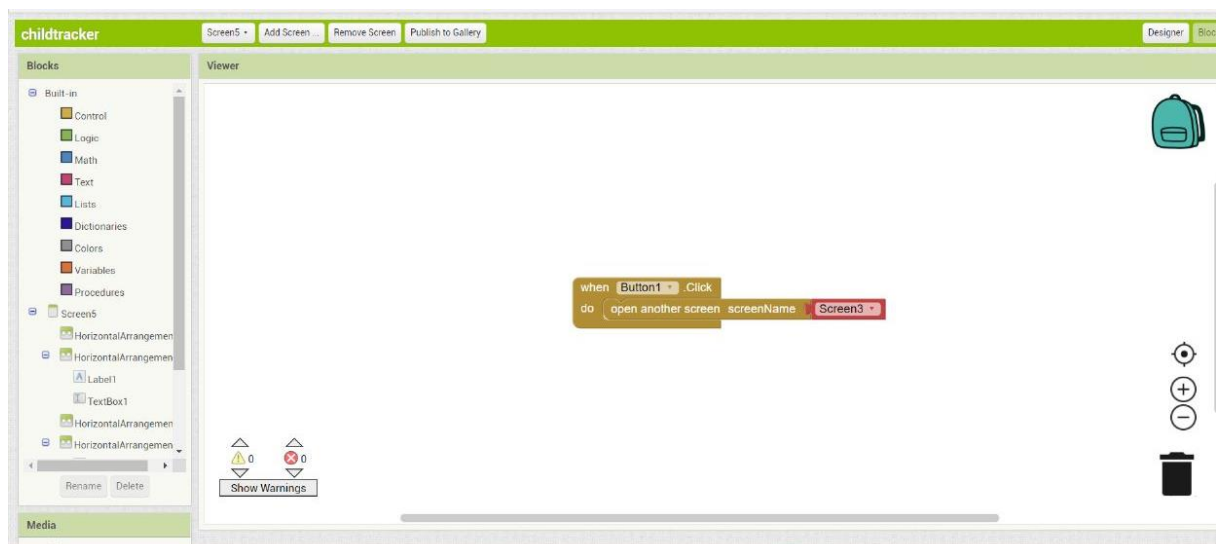 childtracker
Screen5
Add Screen ...
Remove Screen
Publish to Gallery
Designer
Bloc
Blocks
Viewer
Built-in
Control
Logic
Math
Text
Lists
Dictionaries
Colors
Variables
Procedures
Screen5
HorizontalArrangemen
HorizontalArrangemen
Label1
TextBox1
HorizontalArrangemen
HorizontalArrangemen
Rename
Delete
Media
when Button1 .Click
do open another screen screenName Screen3
0
0
Show Warnings